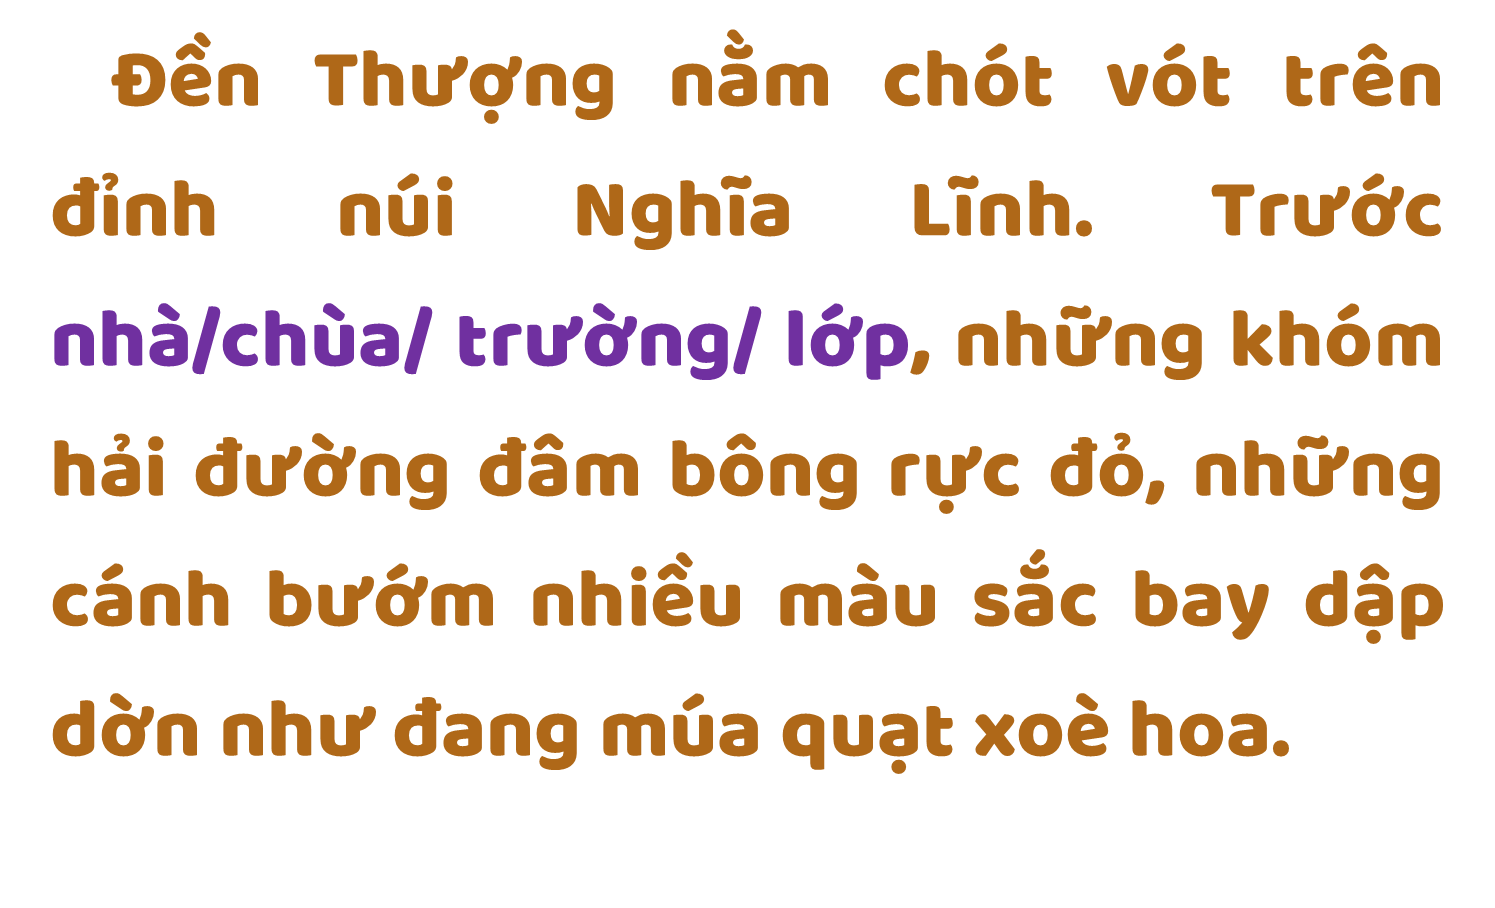 Đền Thượng nằm chót vót trên
đỉnh núi Nghĩa Lĩnh. Trước
nhà/chùa/ trường/ lớp, những khóm
hải đường đâm bông rực đỏ, những
cánh bướm nhiều màu sắc bay dập
dờn như đang múa quạt xoè hoa.